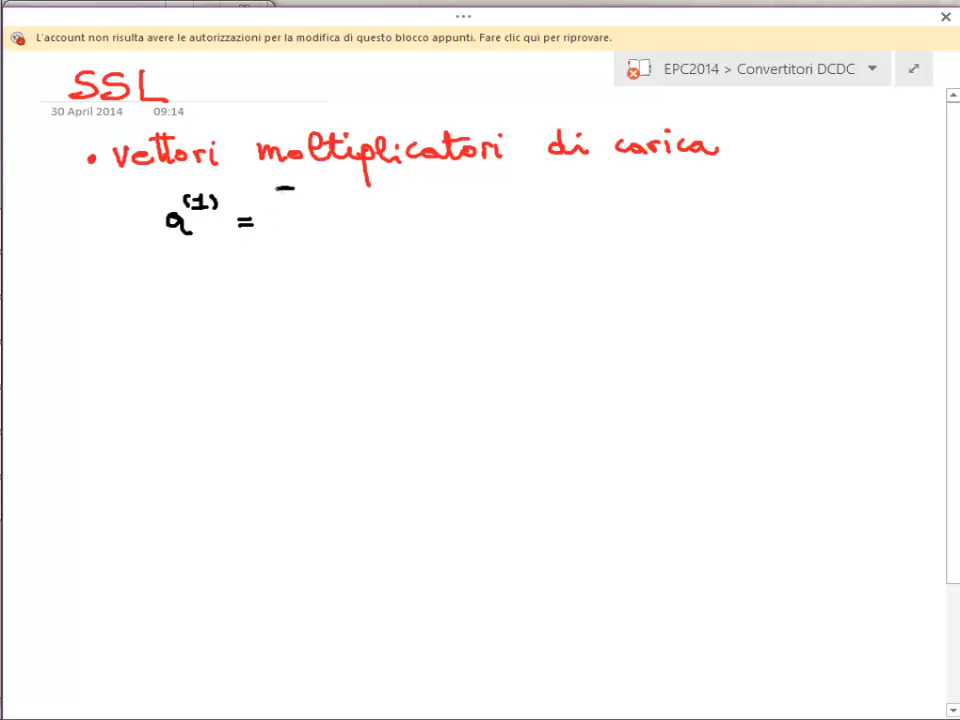 L'account non risulta avere le autorizzazioni per la modifica di questo blocco appunti. Fare clic qui per riprovare.
EPC2014 > Convertitori DCDC
SSL
30 April 2014 09:14
• vettori moltiplicatori di carica
a⁽¹⁾ =